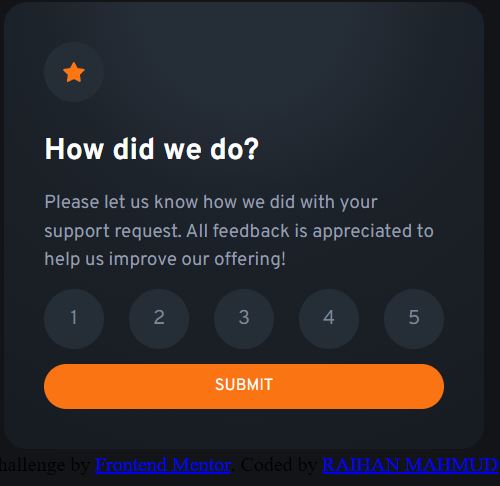 How did we do?
Please let us know how we did with your
support request. All feedback is appreciated to
help us improve our offering!
1 2 3 4 5
SUBMIT
hallenge by Frontend Mentor. Coded by RAIHAN MAHMUD